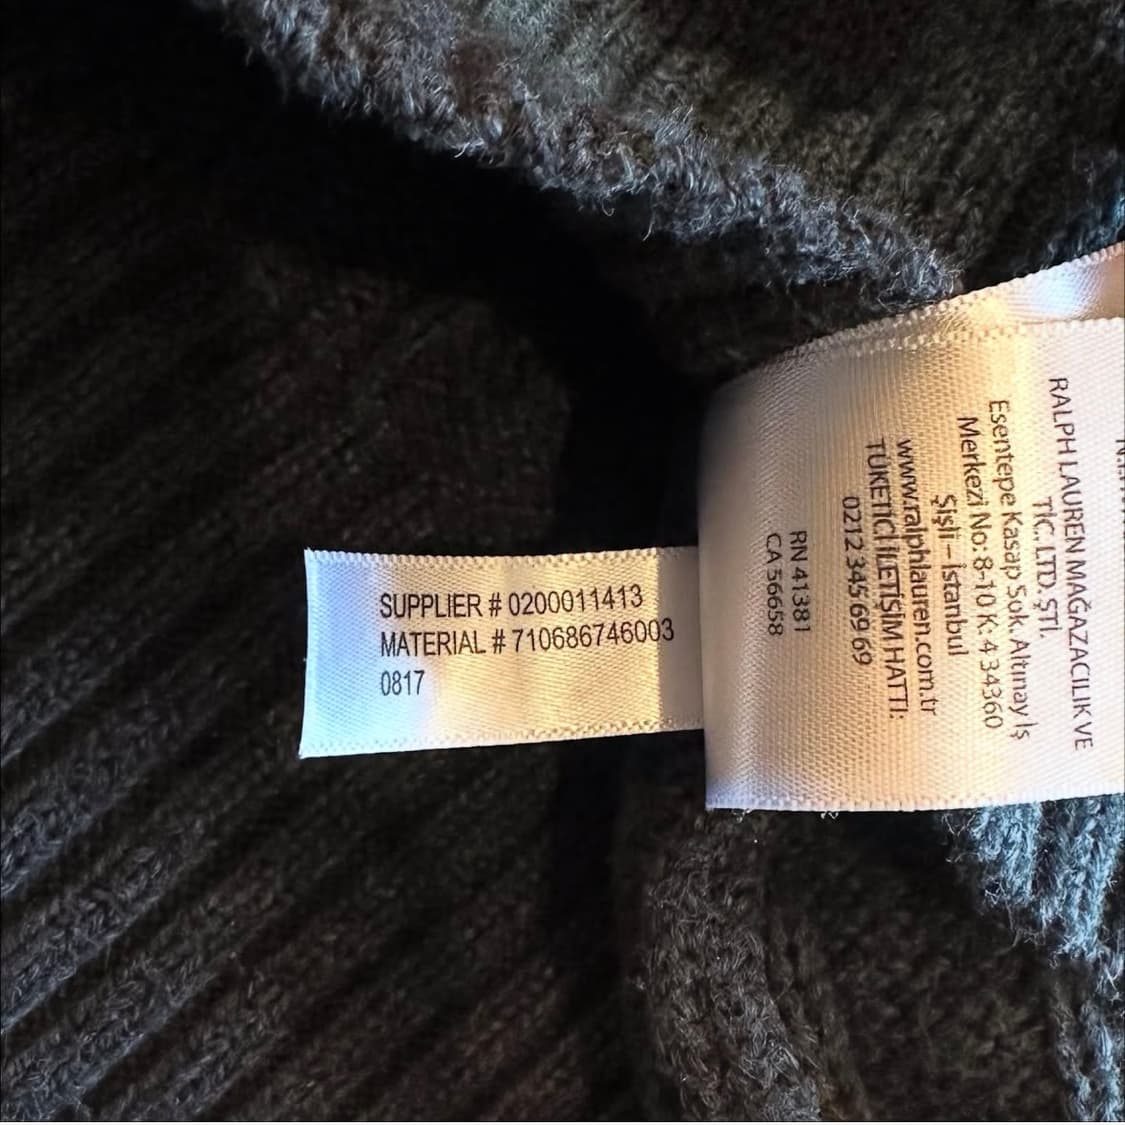 SUPPLIER # 0200011413
MATERIAL # 710686746003
0817
RALPH LAUREN MAĞAZACILIK VE
TİC. LTD. ŞTİ.
Esentepe Kasap Sok. Altınay İş
Merkezi No: 8-10 K: 4 34360
Şişli – İstanbul
www.ralphlauren.com.tr
TÜKETİCİ İLETİŞİM HATTI:
0212 345 69 69
RN 41381
CA 56658